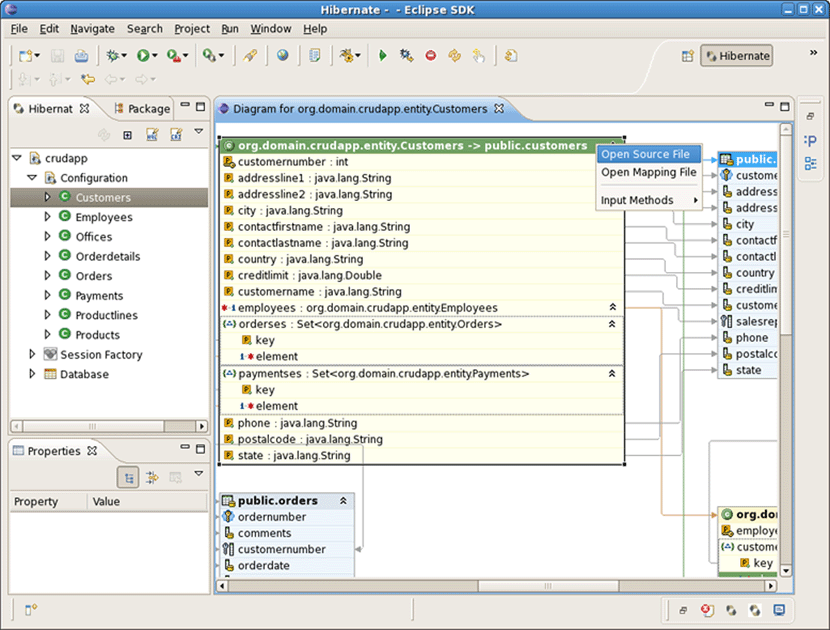 Hibernate - - Eclipse SDK
File Edit Navigate Search Project Run Window Help
Hibernate
»
Hibernat
Package
crudapp
Configuration
Customers
Employees
Offices
Orderdetails
Orders
Payments
Productlines
Products
Session Factory
Database
Properties
Property Value
Diagram for org.domain.crudapp.entity.Customers
org.domain.crudapp.entity.Customers -> public.customers
customernumber : int
addressline1 : java.lang.String
addressline2 : java.lang.String
city : java.lang.String
contactfirstname : java.lang.String
contactlastname : java.lang.String
country : java.lang.String
creditlimit : java.lang.Double
customername : java.lang.String
employees : org.domain.crudapp.entity.Employees
orderses : Set<org.domain.crudapp.entity.Orders>
key
element
paymentses : Set<org.domain.crudapp.entity.Payments>
key
element
phone : java.lang.String
postalcode : java.lang.String
state : java.lang.String
Open Source File
Open Mapping File
Input Methods
public.
custome
address
address
city
contactf
contactl
country
creditlim
custome
salesrep
phone
postalco
state
public.orders
ordernumber
comments
customernumber
orderdate
org.do
employe
custome
key